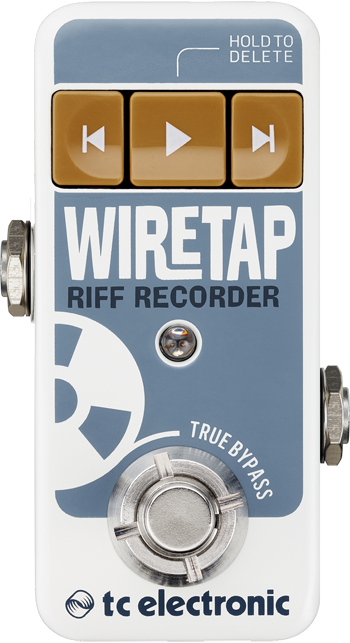 HOLD TO
DELETE
WIRETAP
RIFF RECORDER
TRUE BYPASS
tc electronic